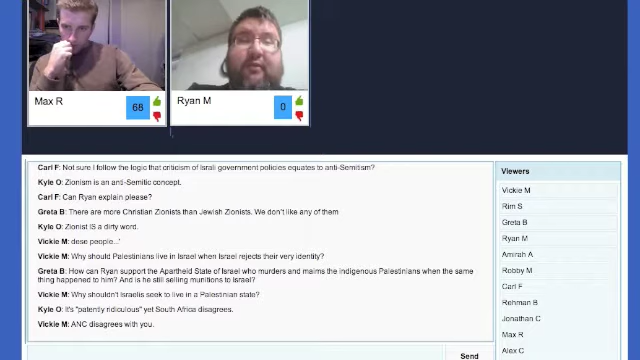 Max R
68
Ryan M
0
Carl F: Not sure I follow the logic that criticism of Israli government policies equates to anti-Semitism?
Kyle O: Zionism is an anti-Semitic concept.
Carl F: Can Ryan explain please?
Greta B: There are more Christian Zionists than Jewish Zionists. We don't like any of them
Kyle O: Zionist IS a dirty word.
Vickie M: dese people...'
Vickie M: Why should Palestinians live in Israel when Israel rejects their very identity?
Greta B: How can Ryan support the Apartheid State of Israel who murders and maims the Indigenous Palestinians when the same
thing happened to him? And is he still selling munitions to Israel?
Vickie M: Why shouldn't Israelis seek to live in a Palestinian state?
Kyle O: It's "patently ridiculous" yet South Africa disagrees.
Vickie M: ANC disagrees with you.
Send
Viewers
Vickie M
Rim S
Greta B
Ryan M
Amirah A
Robby M
Carl F
Rehman B
Jonathan C
Max R
Alex C